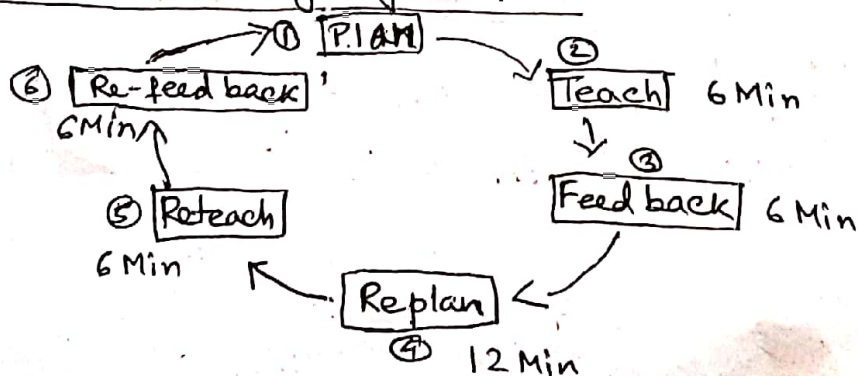 ① PLAN
② Teach 6 Min
③ Feed back 6 Min
④ Replan 12 Min
⑤ Reteach 6 Min
⑥ Re-feed back 6 Min